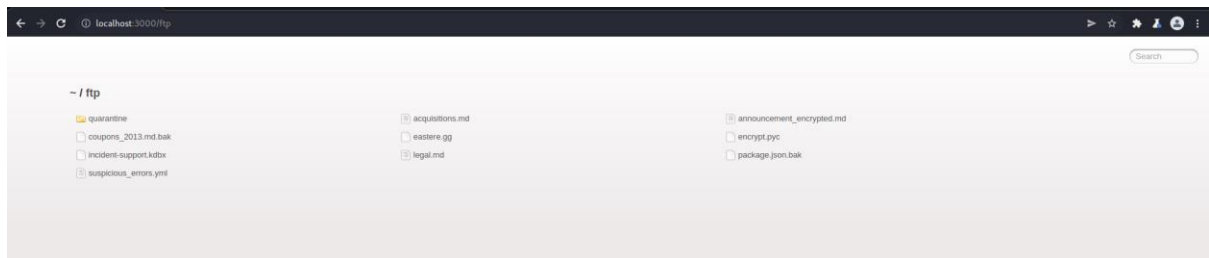 localhost:3000/ftp
Search
~ / ftp
quarantine
acquisitions.md
announcement_encrypted.md
coupons_2013.md.bak
eastere.gg
encrypt.pyc
incident-support.kdbx
legal.md
package.json.bak
suspicious_errors.yml